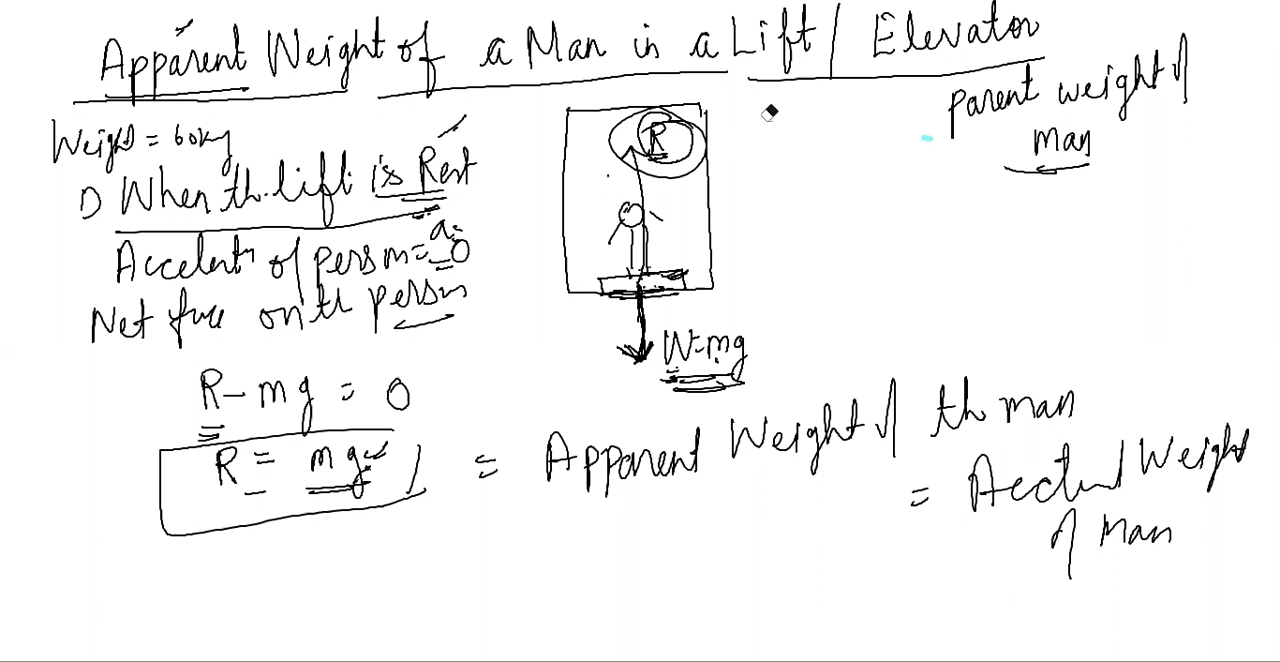 Apparent Weight of a Man in a Lift / Elevator
parent weight of
man
Weight = 60kg
1) When the lift is Rest
Accelertn of person = a = 0
Net force on the person
R
W=mg
R - mg = 0
R = mg = Apparent Weight of the man
= Acctual Weight
of Man